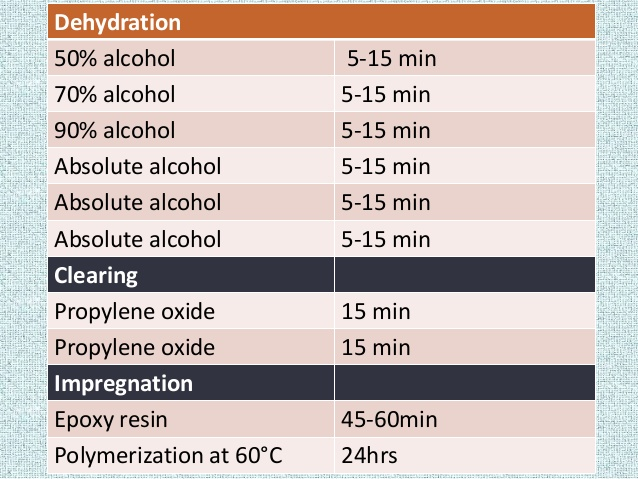 Dehydration
50% alcohol 5-15 min
70% alcohol 5-15 min
90% alcohol 5-15 min
Absolute alcohol 5-15 min
Absolute alcohol 5-15 min
Absolute alcohol 5-15 min
Clearing
Propylene oxide 15 min
Propylene oxide 15 min
Impregnation
Epoxy resin 45-60min
Polymerization at 60°C 24hrs